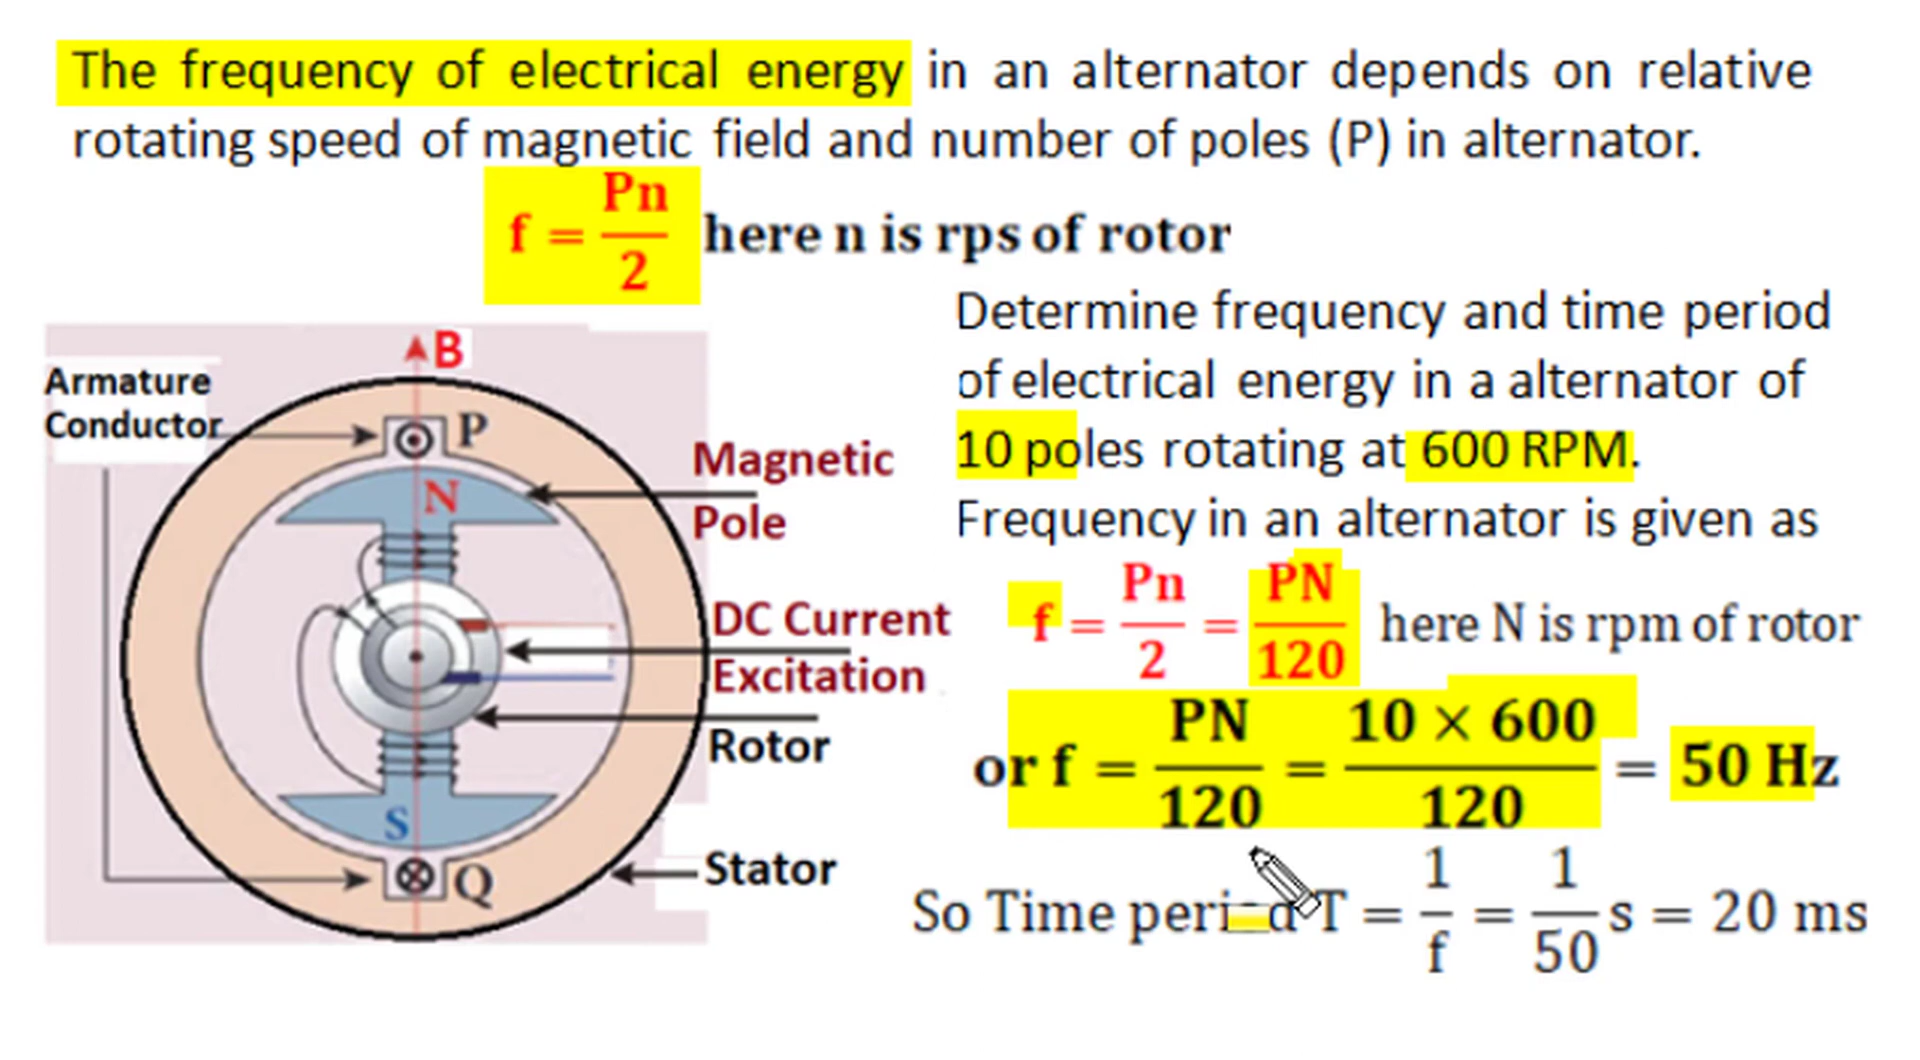 The frequency of electrical energy in an alternator depends on relative
rotating speed of magnetic field and number of poles (P) in alternator.
f = Pn/2 here n is rps of rotor
B
Armature
Conductor
P
N
Magnetic
Pole
DC Current
Excitation
Rotor
S
Q
Stator
Determine frequency and time period
of electrical energy in a alternator of
10 poles rotating at 600 RPM.
Frequency in an alternator is given as
f = Pn/2 = PN/120 here N is rpm of rotor
or f = PN/120 = 10 × 600/120 = 50 Hz
So Time period T = 1/f = 1/50 s = 20 ms